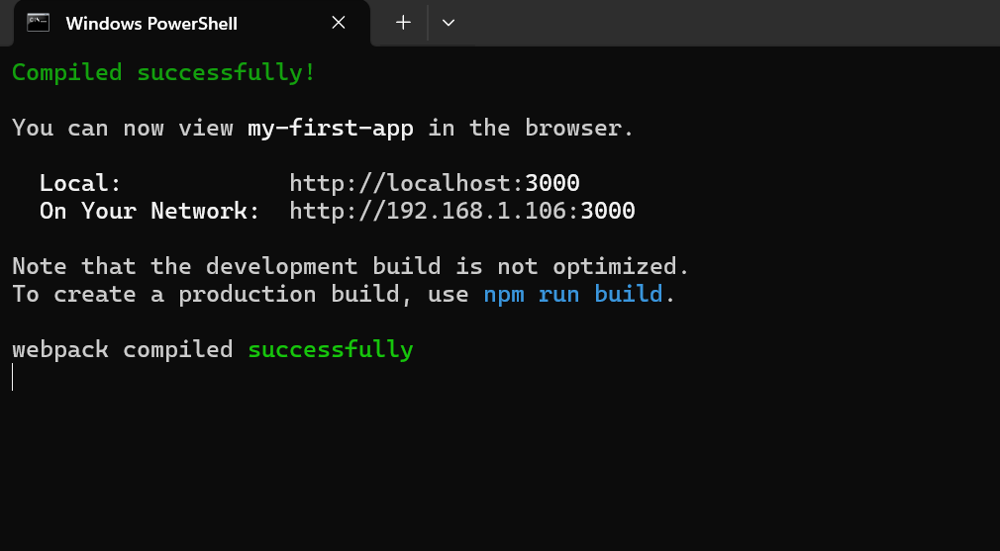 Windows PowerShell
Compiled successfully!
You can now view my-first-app in the browser.
Local: http://localhost:3000
On Your Network: http://192.168.1.106:3000
Note that the development build is not optimized.
To create a production build, use npm run build.
webpack compiled successfully